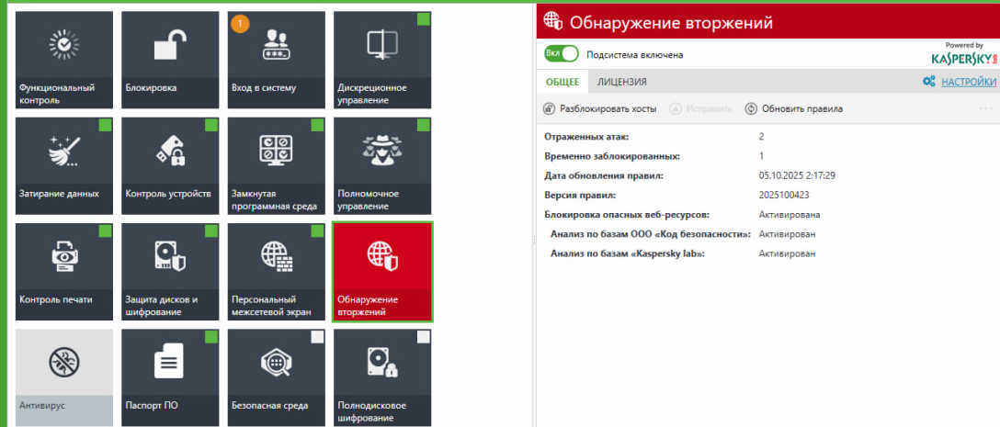 Функциональный
контроль
Блокировка
1
Вход в систему
Дискреционное
управление
Затирание данных
Контроль устройств
Замкнутая
программная среда
Полномочное
управление
Контроль печати
Защита дисков и
шифрование
Персональный
межсетевой экран
Обнаружение
вторжений
Антивирус
Паспорт ПО
Безопасная среда
Полнодисковое
шифрование
Обнаружение вторжений
Вкл Подсистема включена
Powered by
KASPERSKY lab
ОБЩЕЕ ЛИЦЕНЗИЯ НАСТРОЙКИ
Разблокировать хосты Исправить Обновить правила ...
Отраженных атак: 2
Временно заблокированных: 1
Дата обновления правил: 05.10.2025 2:17:29
Версия правил: 2025100423
Блокировка опасных веб-ресурсов: Активирована
Анализ по базам ООО «Код безопасности»: Активирован
Анализ по базам «Kaspersky lab»: Активирован